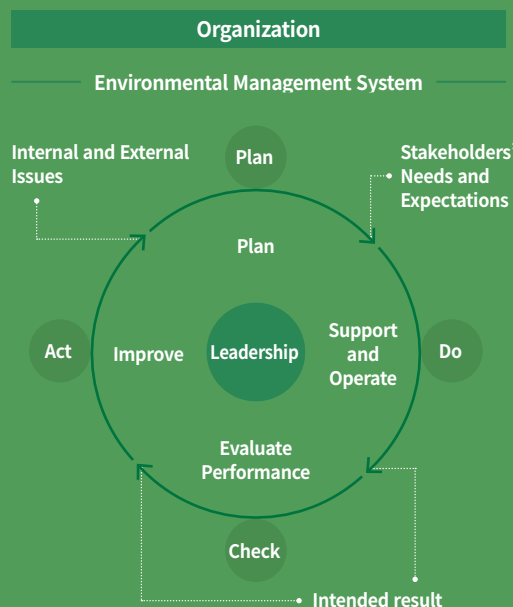 Organization
Environmental Management System
Internal and External
Issues
Plan
Stakeholders'
Needs and
Expectations
Plan
Act
Improve
Leadership
Support
and
Operate
Do
Evaluate
Performance
Check
Intended result